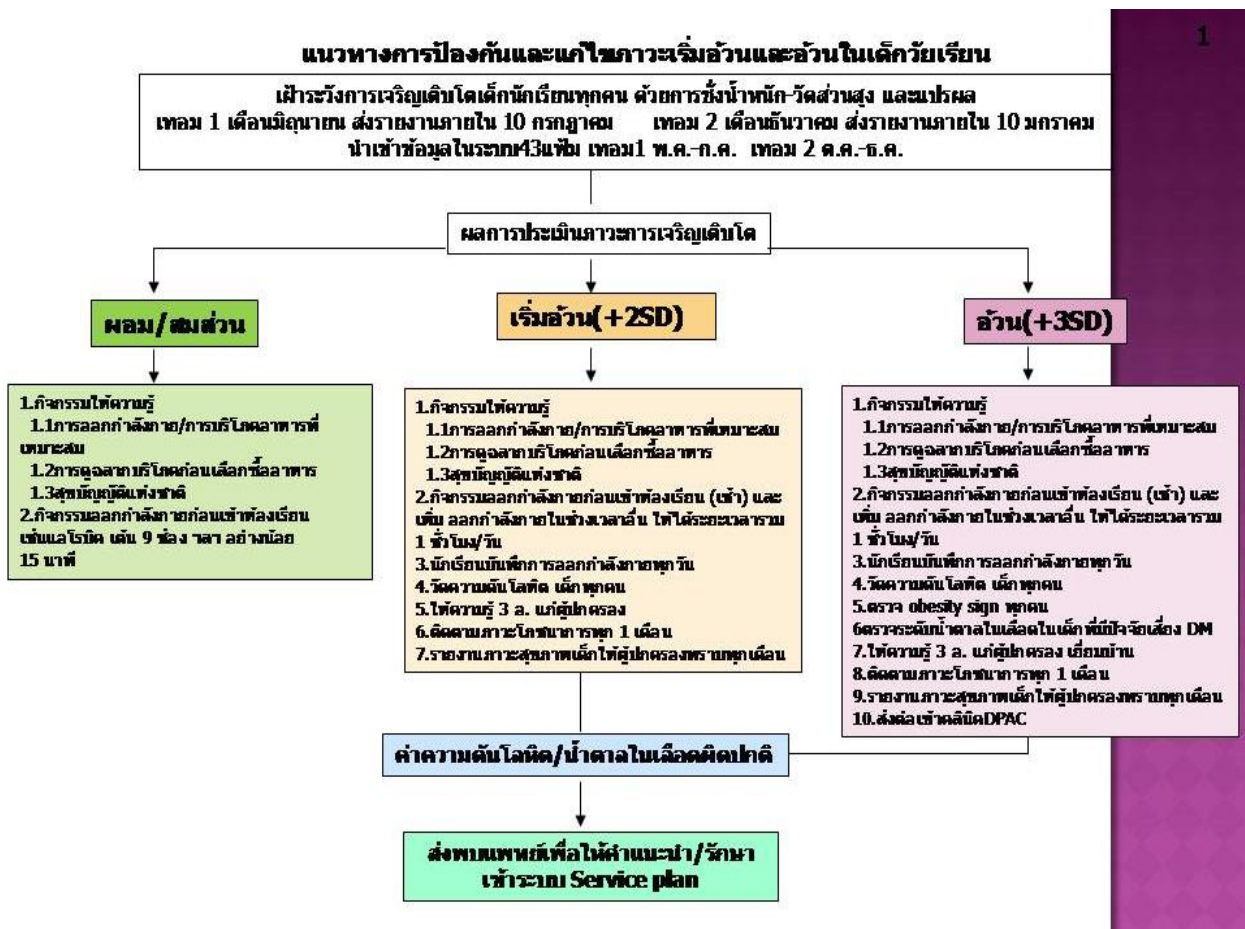 1
แนวทางการป้องกันและแก้ไขภาวะเริ่มอ้วนและอ้วนในเด็กวัยเรียน
เฝ้าระวังการเจริญเติบโตเด็กนักเรียนทุกคน ด้วยการชั่งน้ำหนัก-วัดส่วนสูง และแปรผล
เทอม 1 เดือนมิถุนายน ส่งรายงานภายใน 10 กรกฎาคม เทอม 2 เดือนธันวาคม ส่งรายงานภายใน 10 มกราคม
นำเข้าข้อมูลในระบบ43แฟ้ม เทอม1 พ.ค.-ก.ค. เทอม 2 ต.ค.-ธ.ค.
ผลการประเมินภาวะการเจริญเติบโต
ผอม/สมส่วน
1.กิจกรรมให้ความรู้
1.1การออกกำลังกาย/การบริโภคอาหารที่
เหมาะสม
1.2การดูฉลากบริโภคก่อนเลือกซื้ออาหาร
1.3สุขบัญญัติแห่งชาติ
2.กิจกรรมออกกำลังกายก่อนเข้าห้องเรียน
เช่นแอโรบิค เต้น 9 ช่อง ฯลฯ อย่างน้อย
15 นาที
เริ่มอ้วน(+2SD)
1.กิจกรรมให้ความรู้
1.1การออกกำลังกาย/การบริโภคอาหารที่เหมาะสม
1.2การดูฉลากบริโภคก่อนเลือกซื้ออาหาร
1.3สุขบัญญัติแห่งชาติ
2.กิจกรรมออกกำลังกายก่อนเข้าห้องเรียน (เช้า) และ
เพิ่ม ออกกำลังกายในช่วงเวลาอื่น ให้ได้ระยะเวลารวม
1 ชั่วโมง/วัน
3.นักเรียนบันทึกการออกกำลังกายทุกวัน
4.วัดความดันโลหิต เด็กทุกคน
5.ให้ความรู้ 3 อ. แก่ผู้ปกครอง
6.ติดตามภาวะโภชนาการทุก 1 เดือน
7.รายงานภาวะสุขภาพเด็กให้ผู้ปกครองทราบทุกเดือน
อ้วน(+3SD)
1.กิจกรรมให้ความรู้
1.1การออกกำลังกาย/การบริโภคอาหารที่เหมาะสม
1.2การดูฉลากบริโภคก่อนเลือกซื้ออาหาร
1.3สุขบัญญัติแห่งชาติ
2.กิจกรรมออกกำลังกายก่อนเข้าห้องเรียน (เช้า) และ
เพิ่ม ออกกำลังกายในช่วงเวลาอื่น ให้ได้ระยะเวลารวม
1 ชั่วโมง/วัน
3.นักเรียนบันทึกการออกกำลังกายทุกวัน
4.วัดความดันโลหิต เด็กทุกคน
5.ตรวจ obesity sign ทุกคน
6ตรวจระดับน้ำตาลในเลือดในเด็กที่มีปัจจัยเสี่ยง DM
7.ให้ความรู้ 3 อ. แก่ผู้ปกครอง เยี่ยมบ้าน
8.ติดตามภาวะโภชนาการทุก 1 เดือน
9.รายงานภาวะสุขภาพเด็กให้ผู้ปกครองทราบทุกเดือน
10.ส่งต่อเข้าคลินิคDPAC
ค่าความดันโลหิต/น้ำตาลในเลือดผิดปกติ
ส่งพบแพทย์เพื่อให้คำแนะนำ/รักษา
เข้าระบบ Service plan